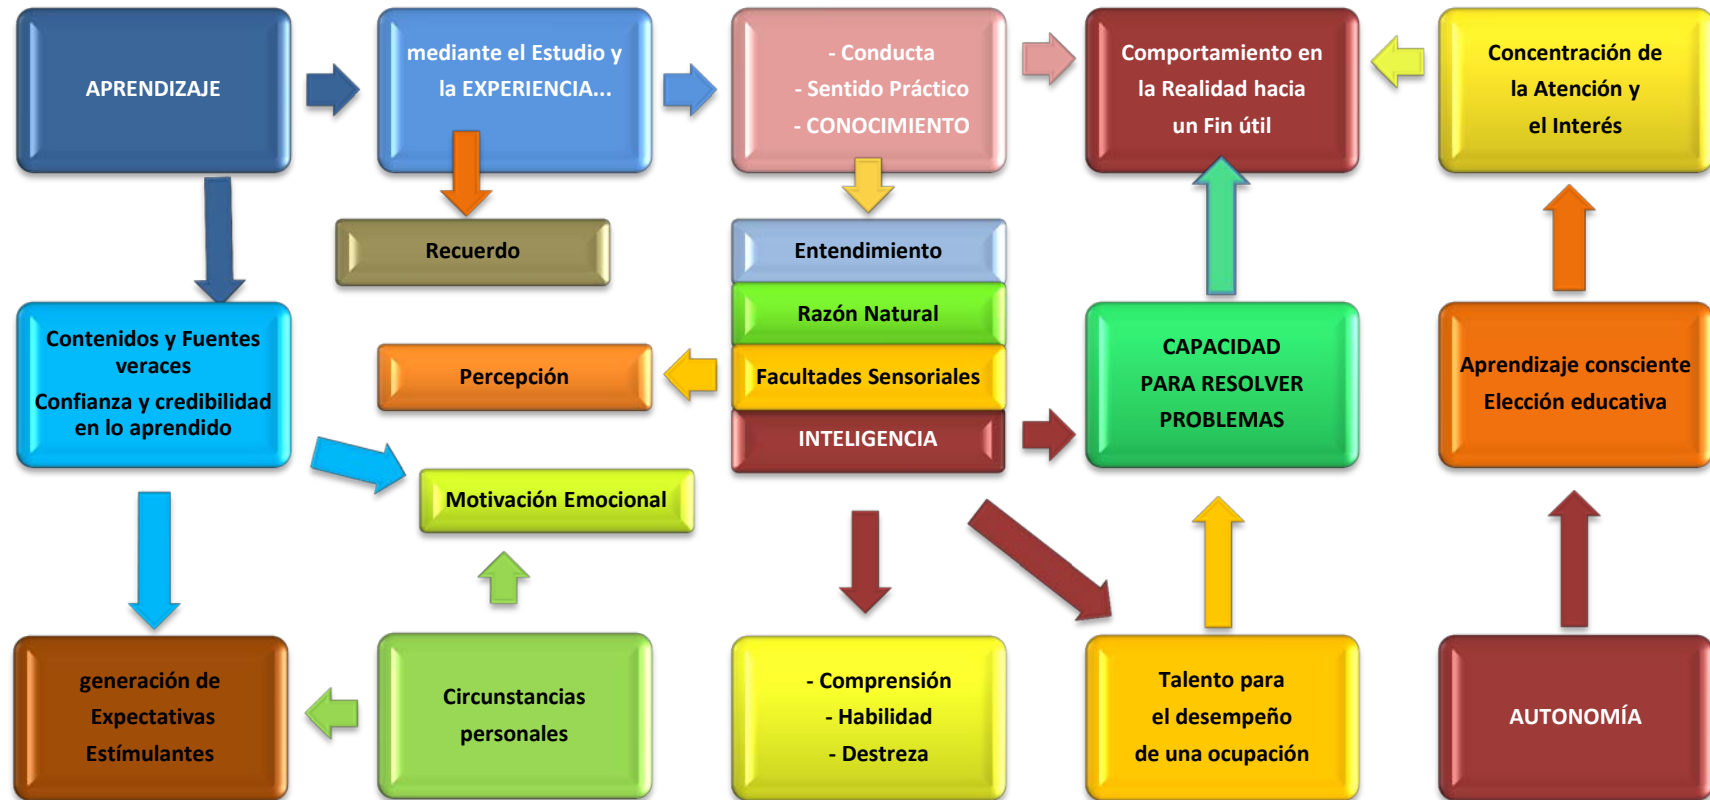 APRENDIZAJE
mediante el Estudio y
la EXPERIENCIA...
- Conducta
- Sentido Práctico
- CONOCIMIENTO
Comportamiento en
la Realidad hacia
un Fin útil
Concentración de
la Atención y
el Interés
Recuerdo
Entendimiento
Razón Natural
Facultades Sensoriales
INTELIGENCIA
Contenidos y Fuentes
veraces
Confianza y credibilidad
en lo aprendido
Percepción
CAPACIDAD
PARA RESOLVER
PROBLEMAS
Aprendizaje consciente
Elección educativa
Motivación Emocional
generación de
Expectativas
Estímulantes
Circunstancias
personales
- Comprensión
- Habilidad
- Destreza
Talento para
el desempeño
de una ocupación
AUTONOMÍA